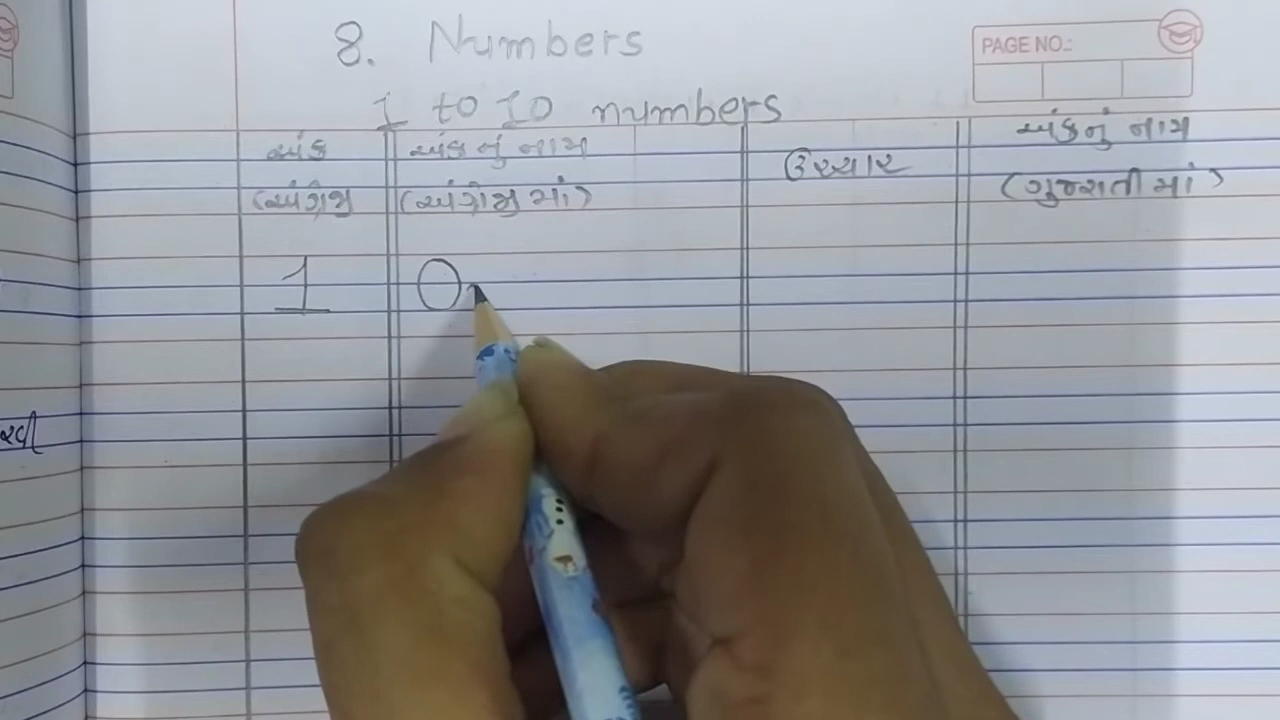 8. Numbers
PAGE NO.:
1 to 10 numbers
અંક અંકનું નામ ઉચ્ચાર અંકનું નામ
(અંગ્રેજી (અંગ્રેજીમાં) (ગુજરાતીમાં)
1 O